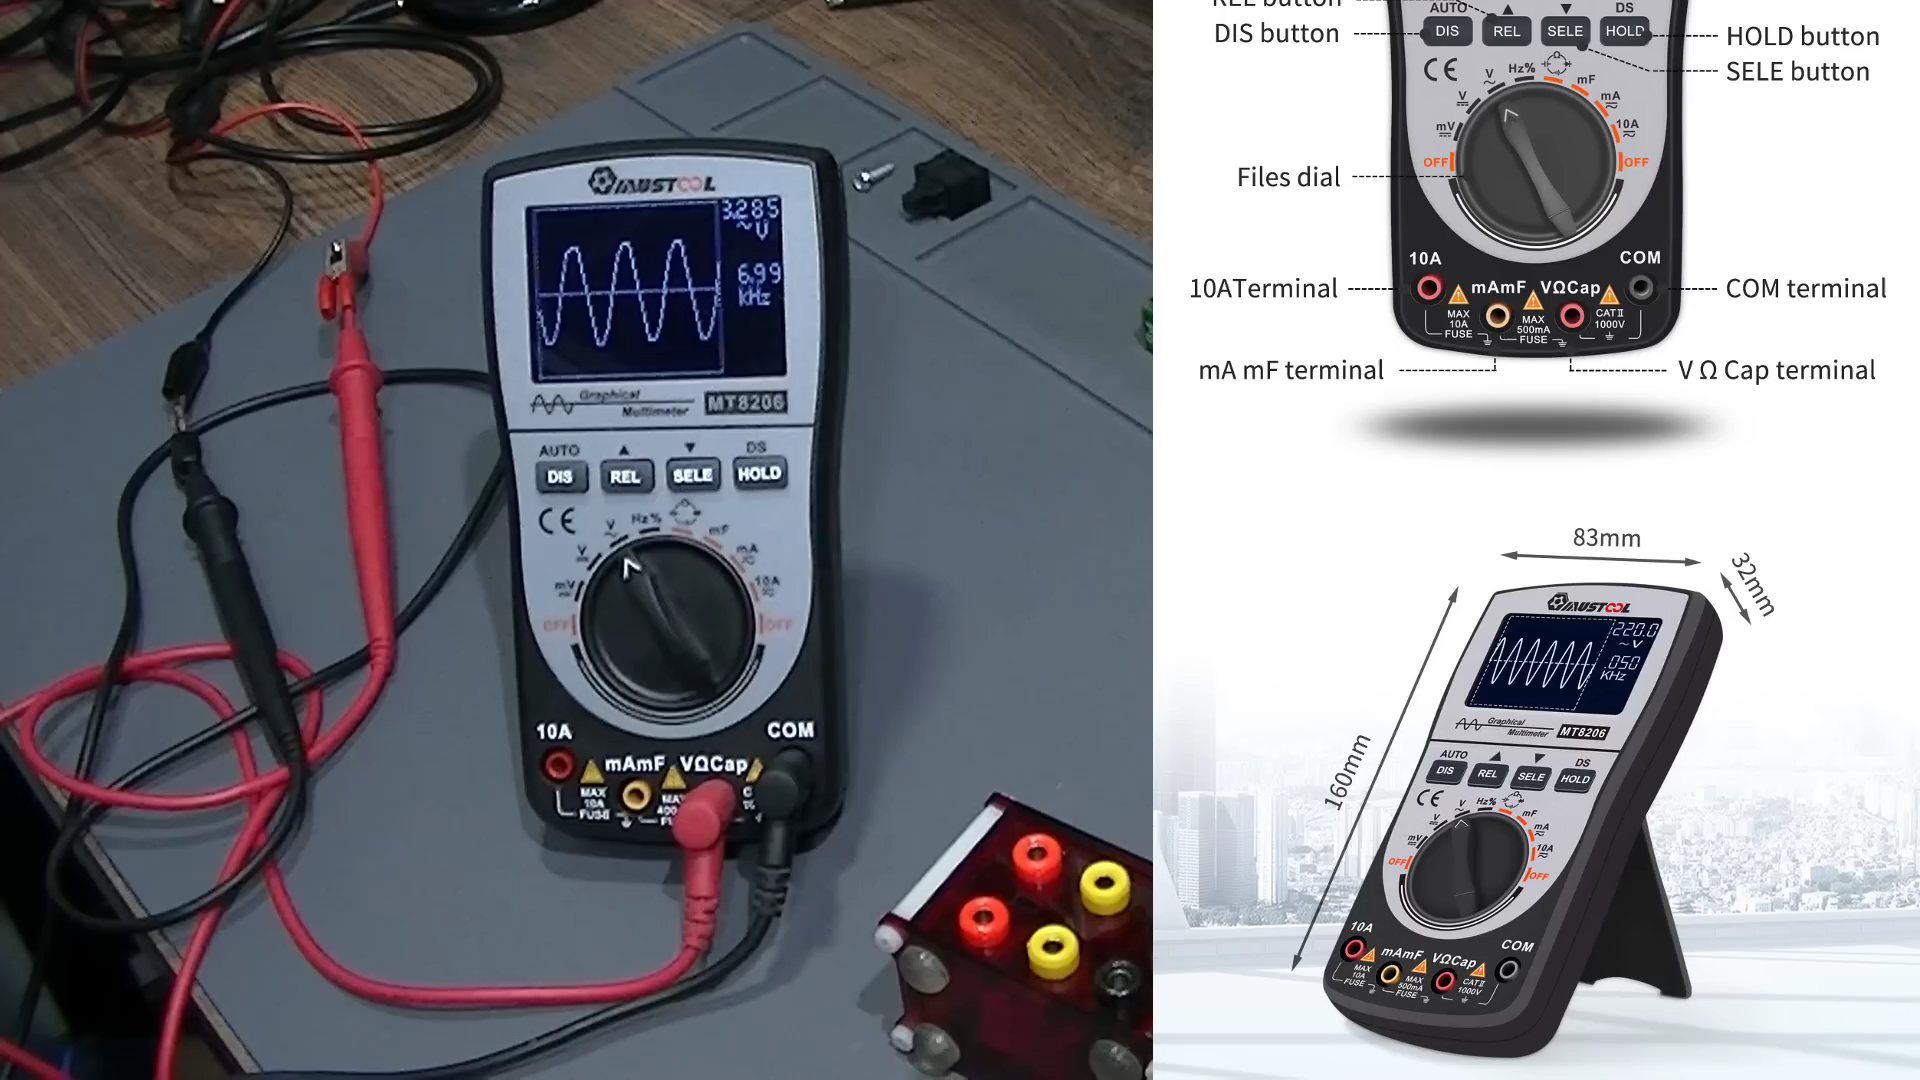 MUSTOOL
3.285
~V
6.99
kHz
Graphical
Multimeter
MT8206
AUTO ▲ ▼ DS
DIS REL SELE HOLD
CE
mV V V Hz% mF mA 10A
OFF OFF
10A COM
mAmF VΩCap
MAX
10A
FUSE
REL button
DIS button
HOLD button
SELE button
AUTO ▲ ▼ DS
DIS REL SELE HOLD
CE
mV V V Hz% Ω mF mA 10A
OFF OFF
Files dial
10A COM
10ATerminal
COM terminal
mAmF VΩCap
MAX
10A
FUSE
MAX
500mA
FUSE
CAT II
1000V
mA mF terminal
V Ω Cap terminal
83mm
32mm
160mm
MUSTOOL
220.0
~V
.050
KHz
Graphical
Multimeter
MT8206
AUTO ▲ ▼ DS
DIS REL SELE HOLD
CE
mV V V Hz% mF mA 10A
OFF OFF
10A COM
mAmF VΩCap
MAX
10A
FUSE
MAX
500mA
FUSE
CAT II
1000V